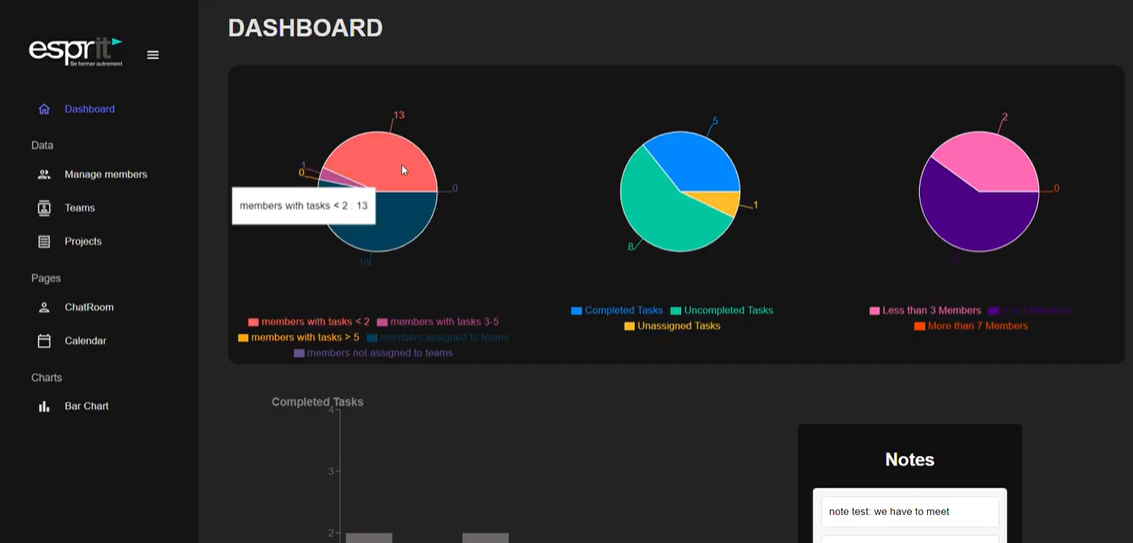 DASHBOARD
esprit
Se former autrement
Dashboard
Data
Manage members
Teams
Projects
Pages
ChatRoom
Calendar
Charts
Bar Chart
13
1
0
0
16
members with tasks < 2 : 13
members with tasks < 2 members with tasks 3-5
members with tasks > 5 members assigned to teams
members not assigned to teams
5
1
8
Completed Tasks Uncompleted Tasks
Unassigned Tasks
2
0
Less than 3 Members
More than 7 Members
Completed Tasks
4
3
2
Notes
note test: we have to meet